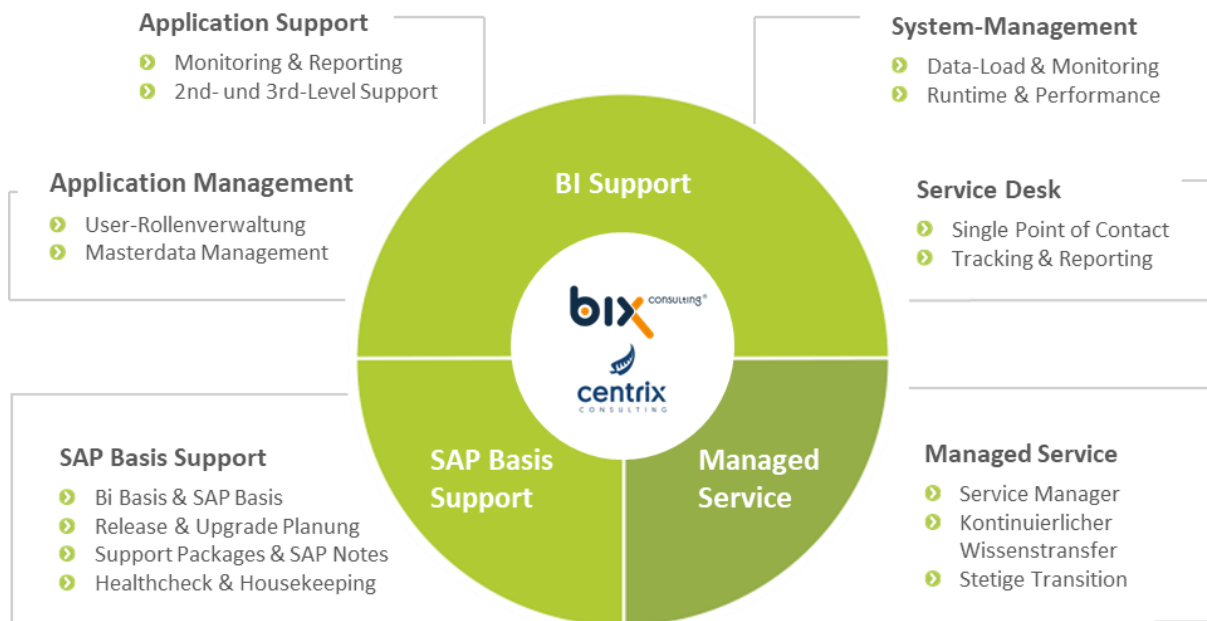 Application Support
Monitoring & Reporting
2nd- und 3rd-Level Support
System-Management
Data-Load & Monitoring
Runtime & Performance
Application Management
User-Rollenverwaltung
Masterdata Management
BI Support
Service Desk
Single Point of Contact
Tracking & Reporting
bix consulting®
centrix
CONSULTING
SAP Basis Support
Bi Basis & SAP Basis
Release & Upgrade Planung
Support Packages & SAP Notes
Healthcheck & Housekeeping
SAP Basis
Support
Managed
Service
Managed Service
Service Manager
Kontinuierlicher
Wissenstransfer
Stetige Transition